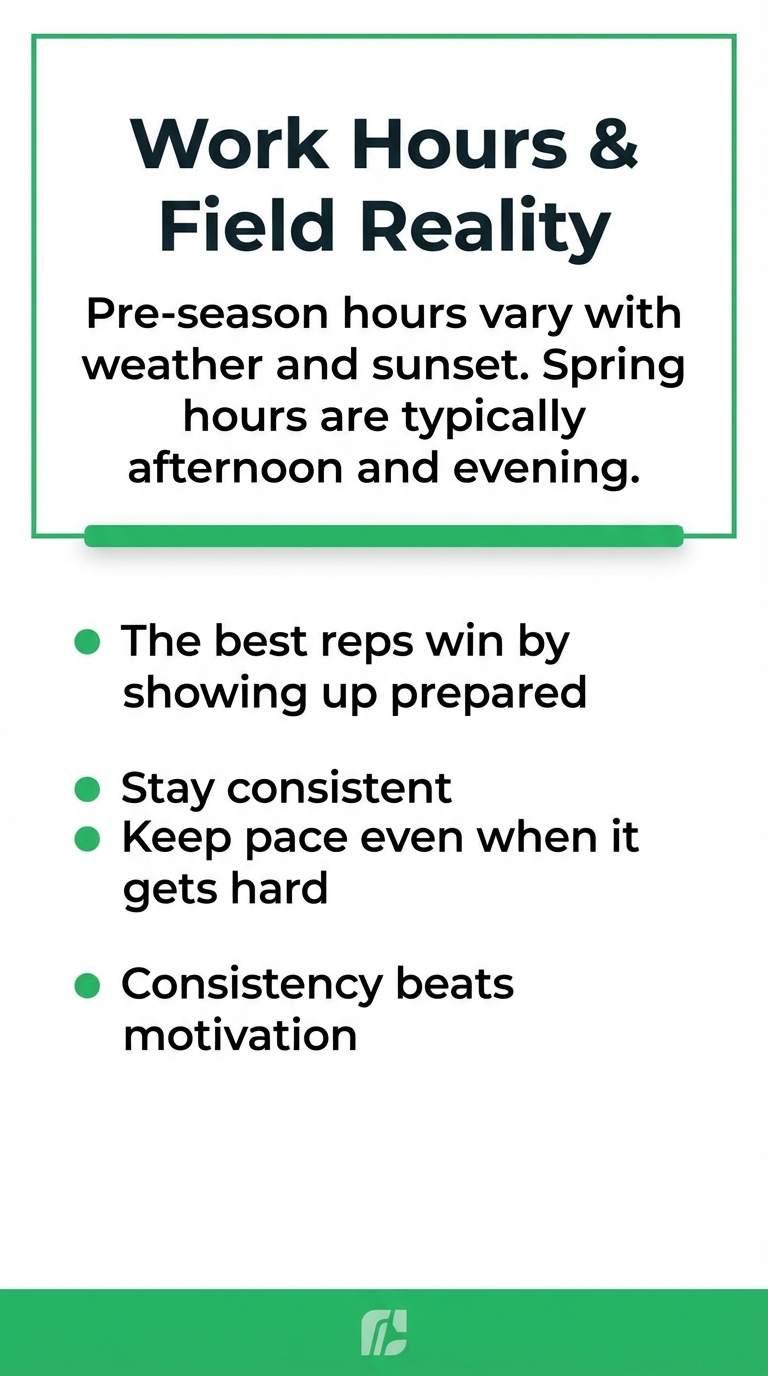 Work Hours &
Field Reality
Pre-season hours vary with
weather and sunset. Spring
hours are typically
afternoon and evening.
The best reps win by
showing up prepared
Stay consistent
Keep pace even when it
gets hard
Consistency beats
motivation